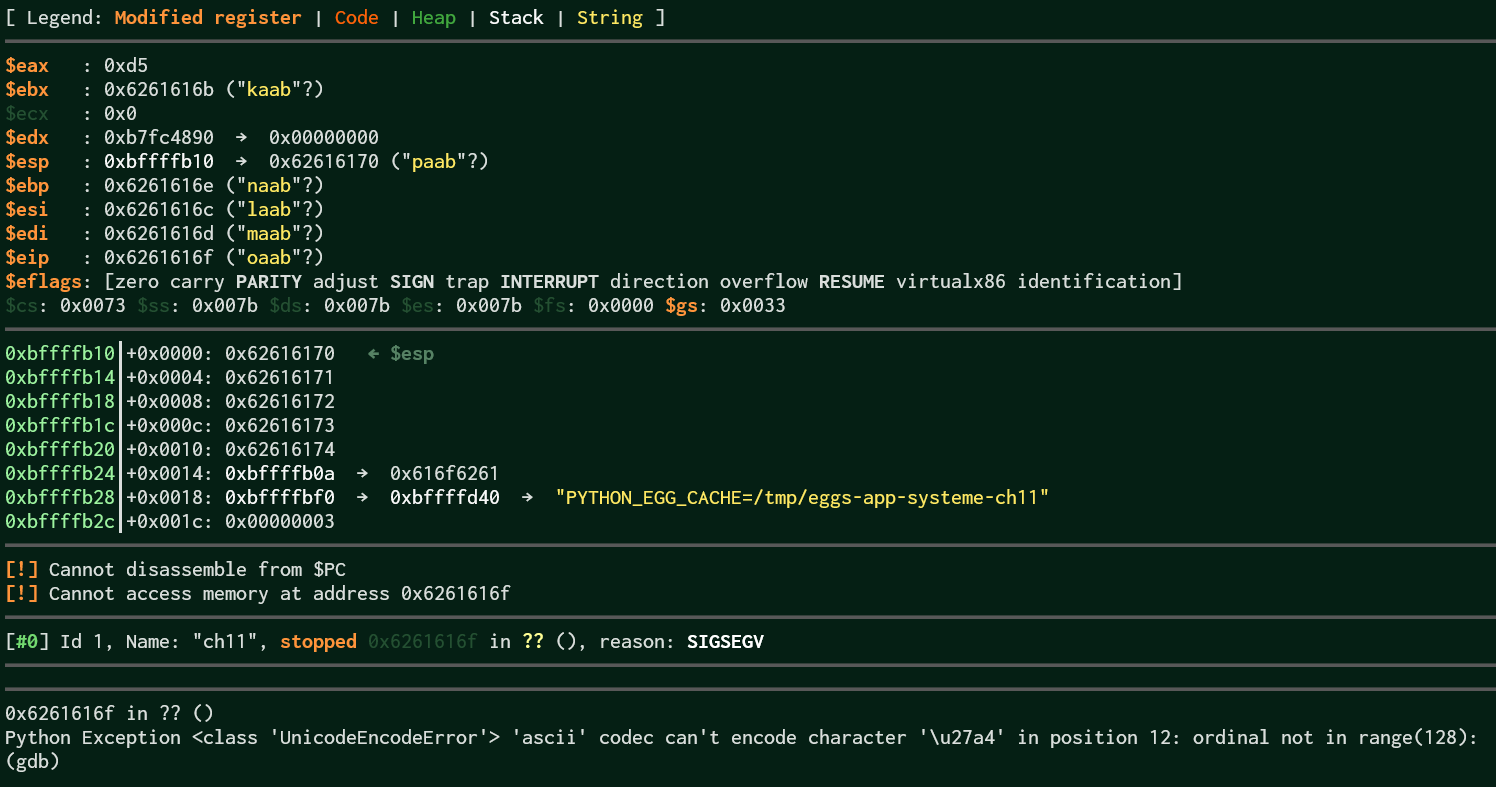 [ Legend: Modified register | Code | Heap | Stack | String ]
$eax   : 0xd5
$ebx   : 0x6261616b ("kaab"?)
$ecx   : 0x0
$edx   : 0xb7fc4890  →  0x00000000
$esp   : 0xbffffb10  →  0x62616170 ("paab"?)
$ebp   : 0x6261616e ("naab"?)
$esi   : 0x6261616c ("laab"?)
$edi   : 0x6261616d ("maab"?)
$eip   : 0x6261616f ("oaab"?)
$eflags: [zero carry PARITY adjust SIGN trap INTERRUPT direction overflow RESUME virtualx86 identification]
$cs: 0x0073 $ss: 0x007b $ds: 0x007b $es: 0x007b $fs: 0x0000 $gs: 0x0033
0xbffffb10│+0x0000: 0x62616170   ← $esp
0xbffffb14│+0x0004: 0x62616171
0xbffffb18│+0x0008: 0x62616172
0xbffffb1c│+0x000c: 0x62616173
0xbffffb20│+0x0010: 0x62616174
0xbffffb24│+0x0014: 0xbffffb0a  →  0x616f6261
0xbffffb28│+0x0018: 0xbffffbf0  →  0xbffffd40  →  "PYTHON_EGG_CACHE=/tmp/eggs-app-systeme-ch11"
0xbffffb2c│+0x001c: 0x00000003
[!] Cannot disassemble from $PC
[!] Cannot access memory at address 0x6261616f
[#0] Id 1, Name: "ch11", stopped 0x6261616f in ?? (), reason: SIGSEGV
0x6261616f in ?? ()
Python Exception <class 'UnicodeEncodeError'> 'ascii' codec can't encode character '\u27a4' in position 12: ordinal not in range(128):
(gdb)